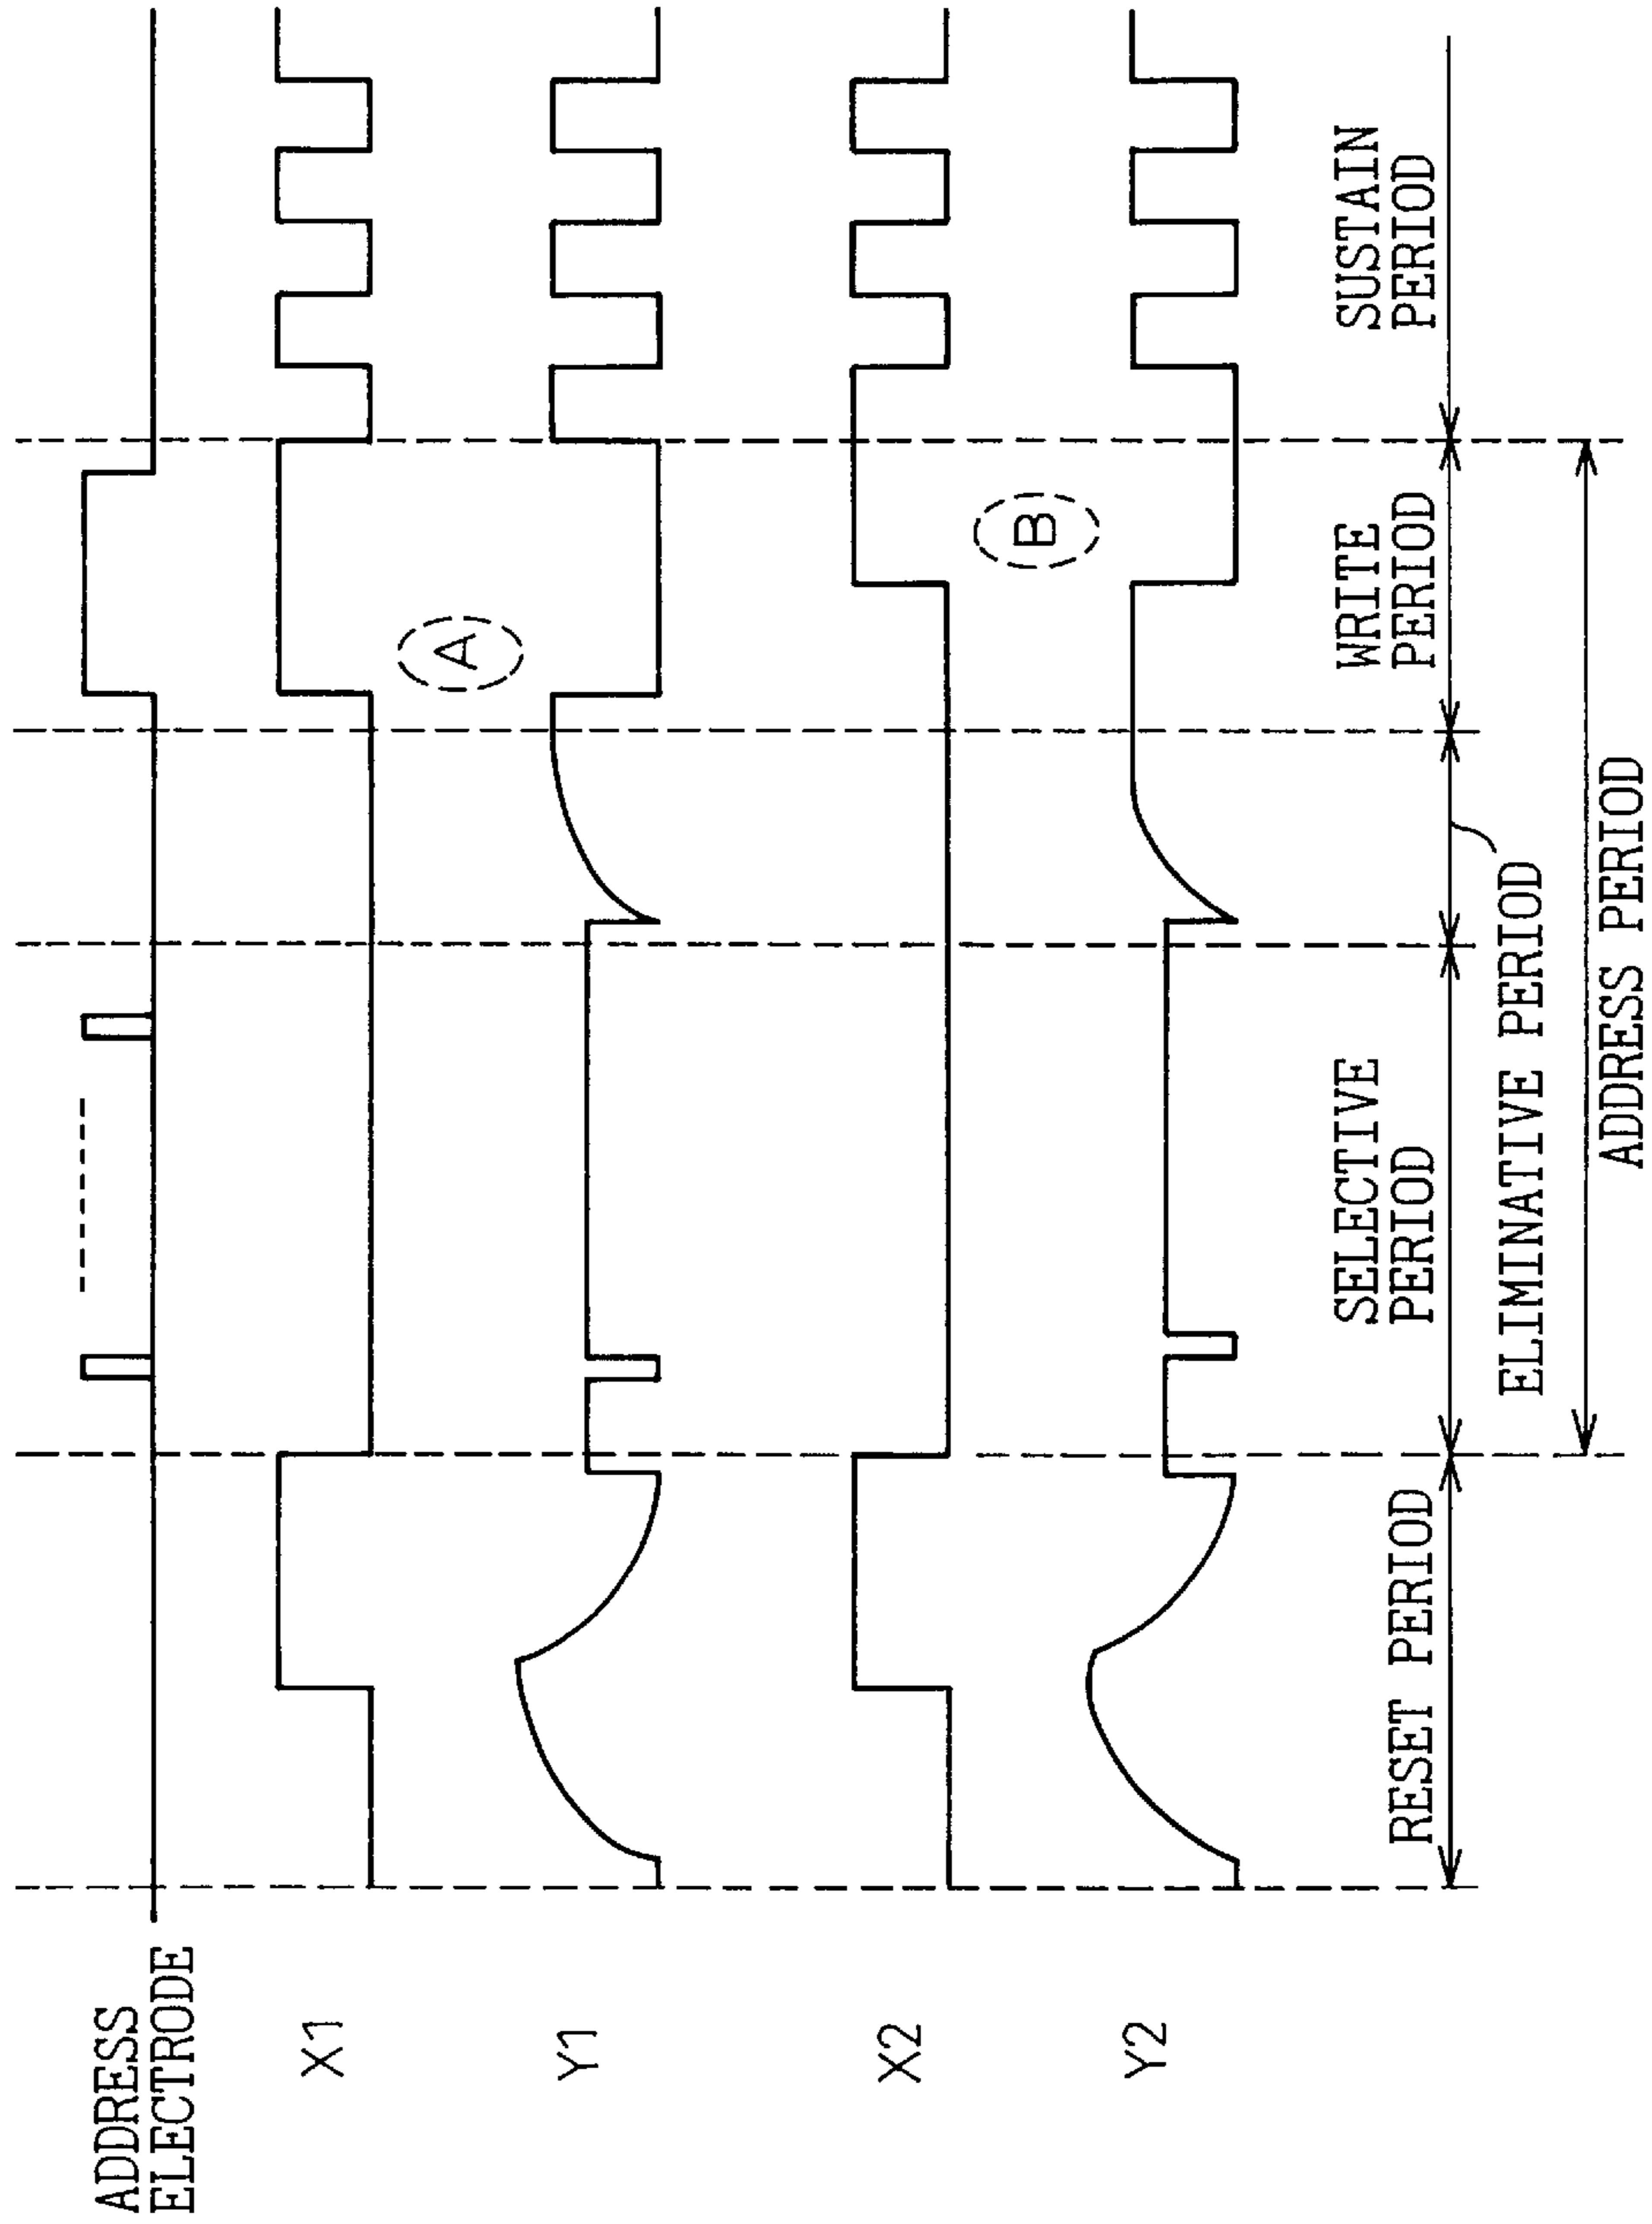 ADDRESS
ELECTRODE
X1
A
Y1
X2
B
Y2
RESET PERIOD
SELECTIVE
PERIOD
WRITE
PERIOD
SUSTAIN
PERIOD
ELIMINATIVE PERIOD
ADDRESS PERIOD